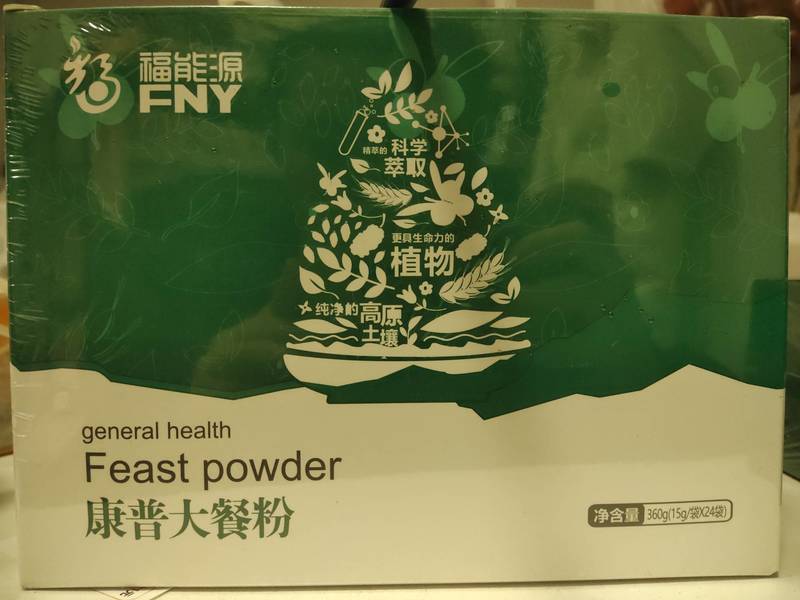 福能源
FNY
精萃的 科学
萃取
更具生命力的
植物
纯净的 高原
土壤
general health
Feast powder
康普大餐粉
净含量 360g(15g/袋X24袋)